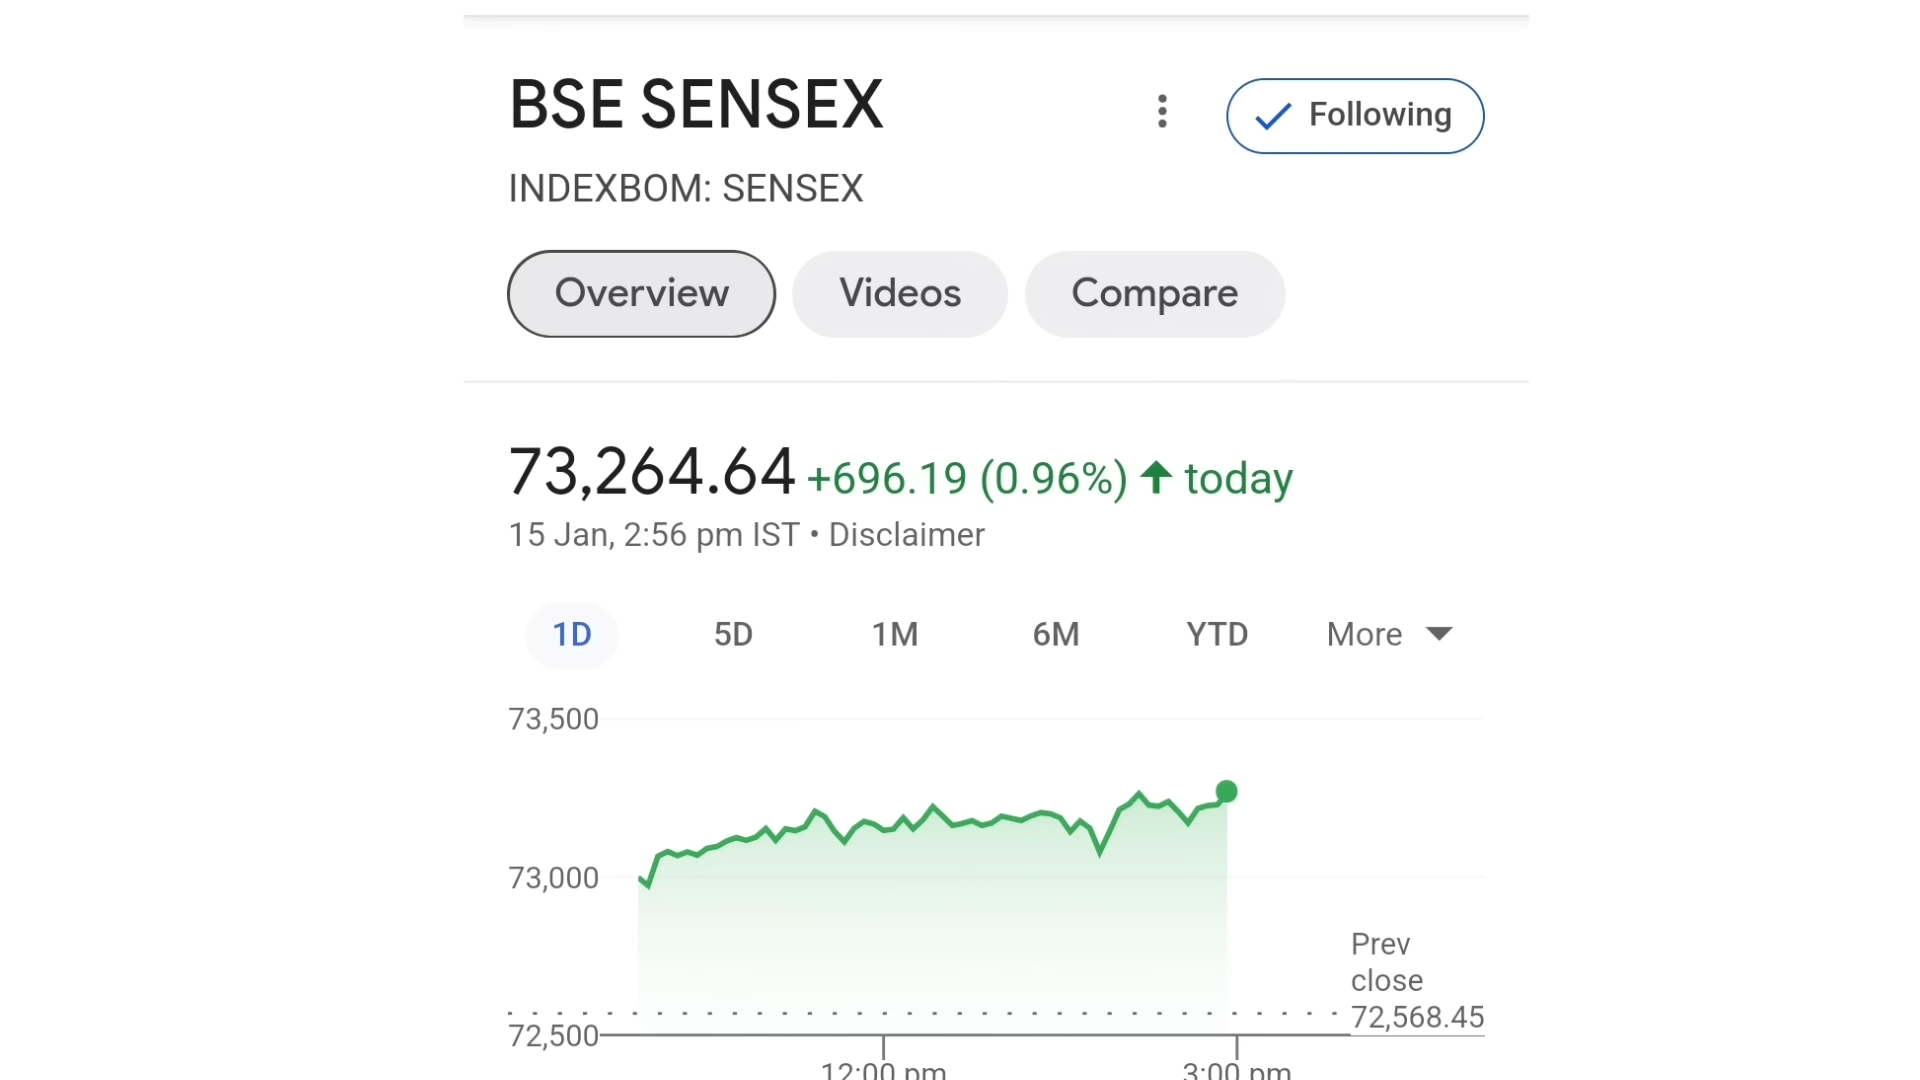 BSE SENSEX
Following
INDEXBOM: SENSEX
Overview Videos Compare
73,264.64 +696.19 (0.96%) ↑ today
15 Jan, 2:56 pm IST • Disclaimer
1D 5D 1M 6M YTD More
73,500
73,000
Prev
close
72,568.45
72,500
12:00 pm 3:00 pm